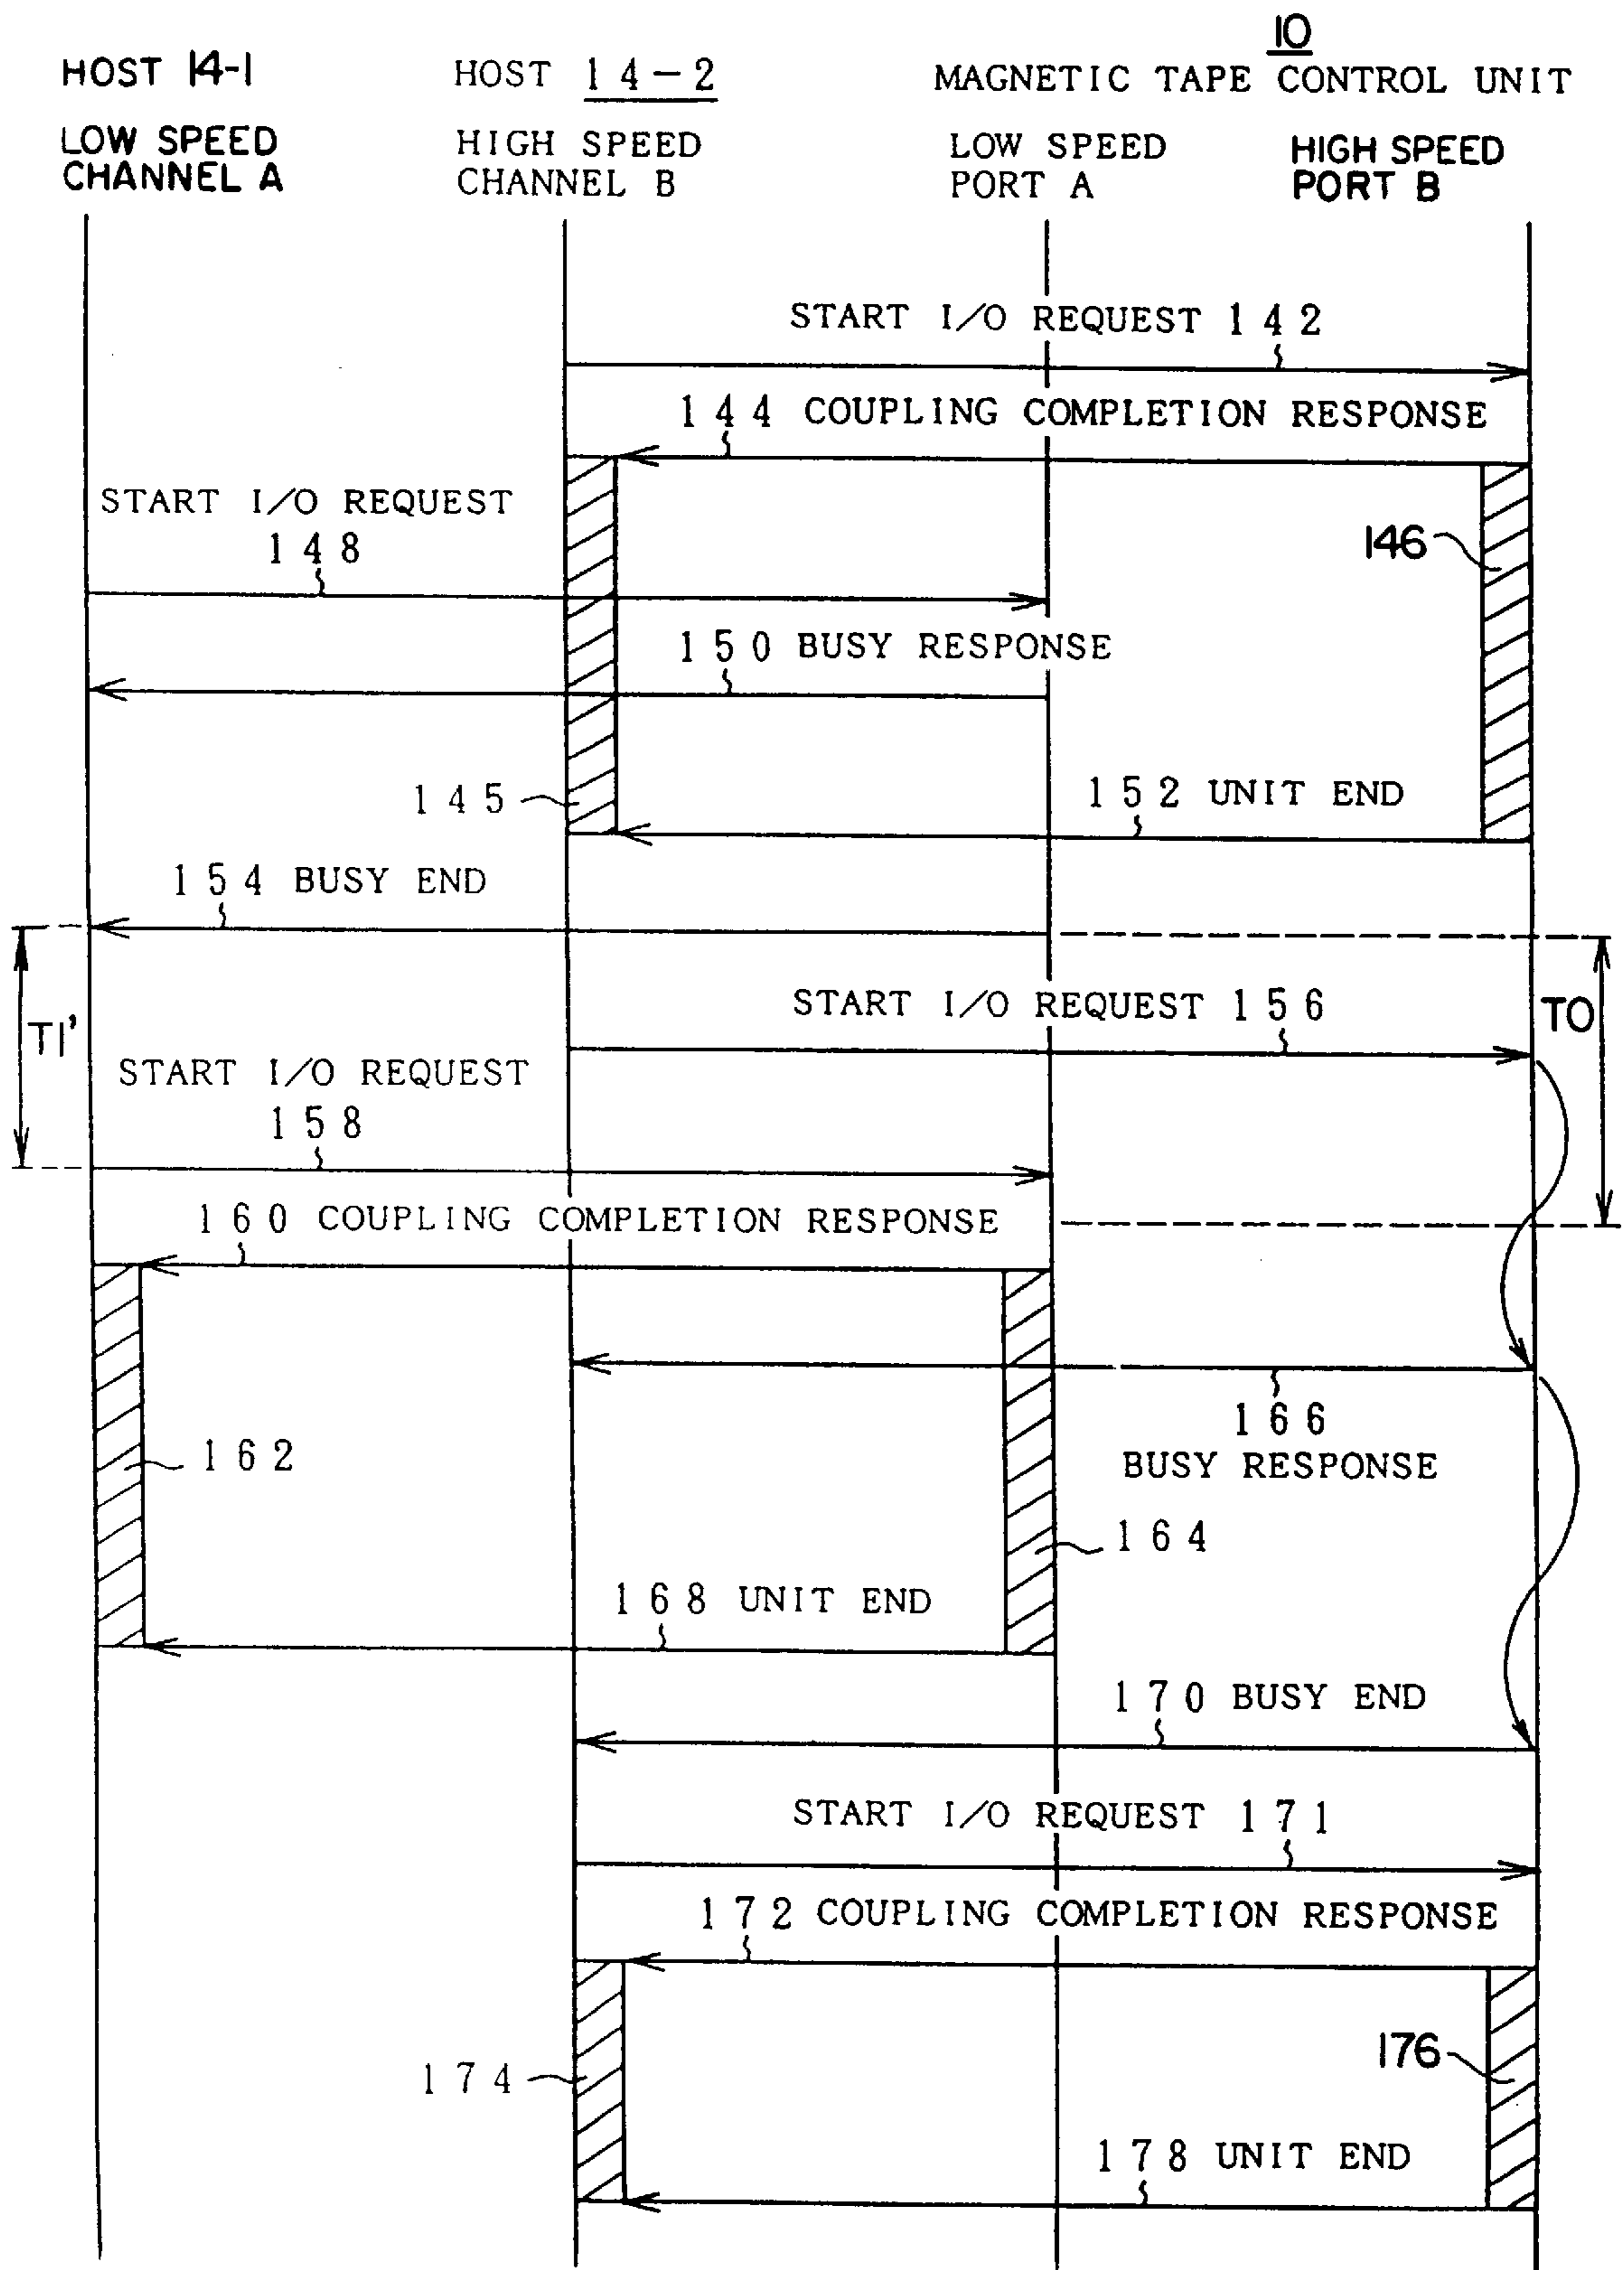 10
HOST 14-1
HOST 14-2
MAGNETIC TAPE CONTROL UNIT
LOW SPEED
CHANNEL A
HIGH SPEED
CHANNEL B
LOW SPEED
PORT A
HIGH SPEED
PORT B
START I/O REQUEST 142
144 COUPLING COMPLETION RESPONSE
START I/O REQUEST
148
146
150 BUSY RESPONSE
145
152 UNIT END
154 BUSY END
START I/O REQUEST 156
T0
T1'
START I/O REQUEST
158
160 COUPLING COMPLETION RESPONSE
166
BUSY RESPONSE
162
164
168 UNIT END
170 BUSY END
START I/O REQUEST 171
172 COUPLING COMPLETION RESPONSE
174
176
178 UNIT END